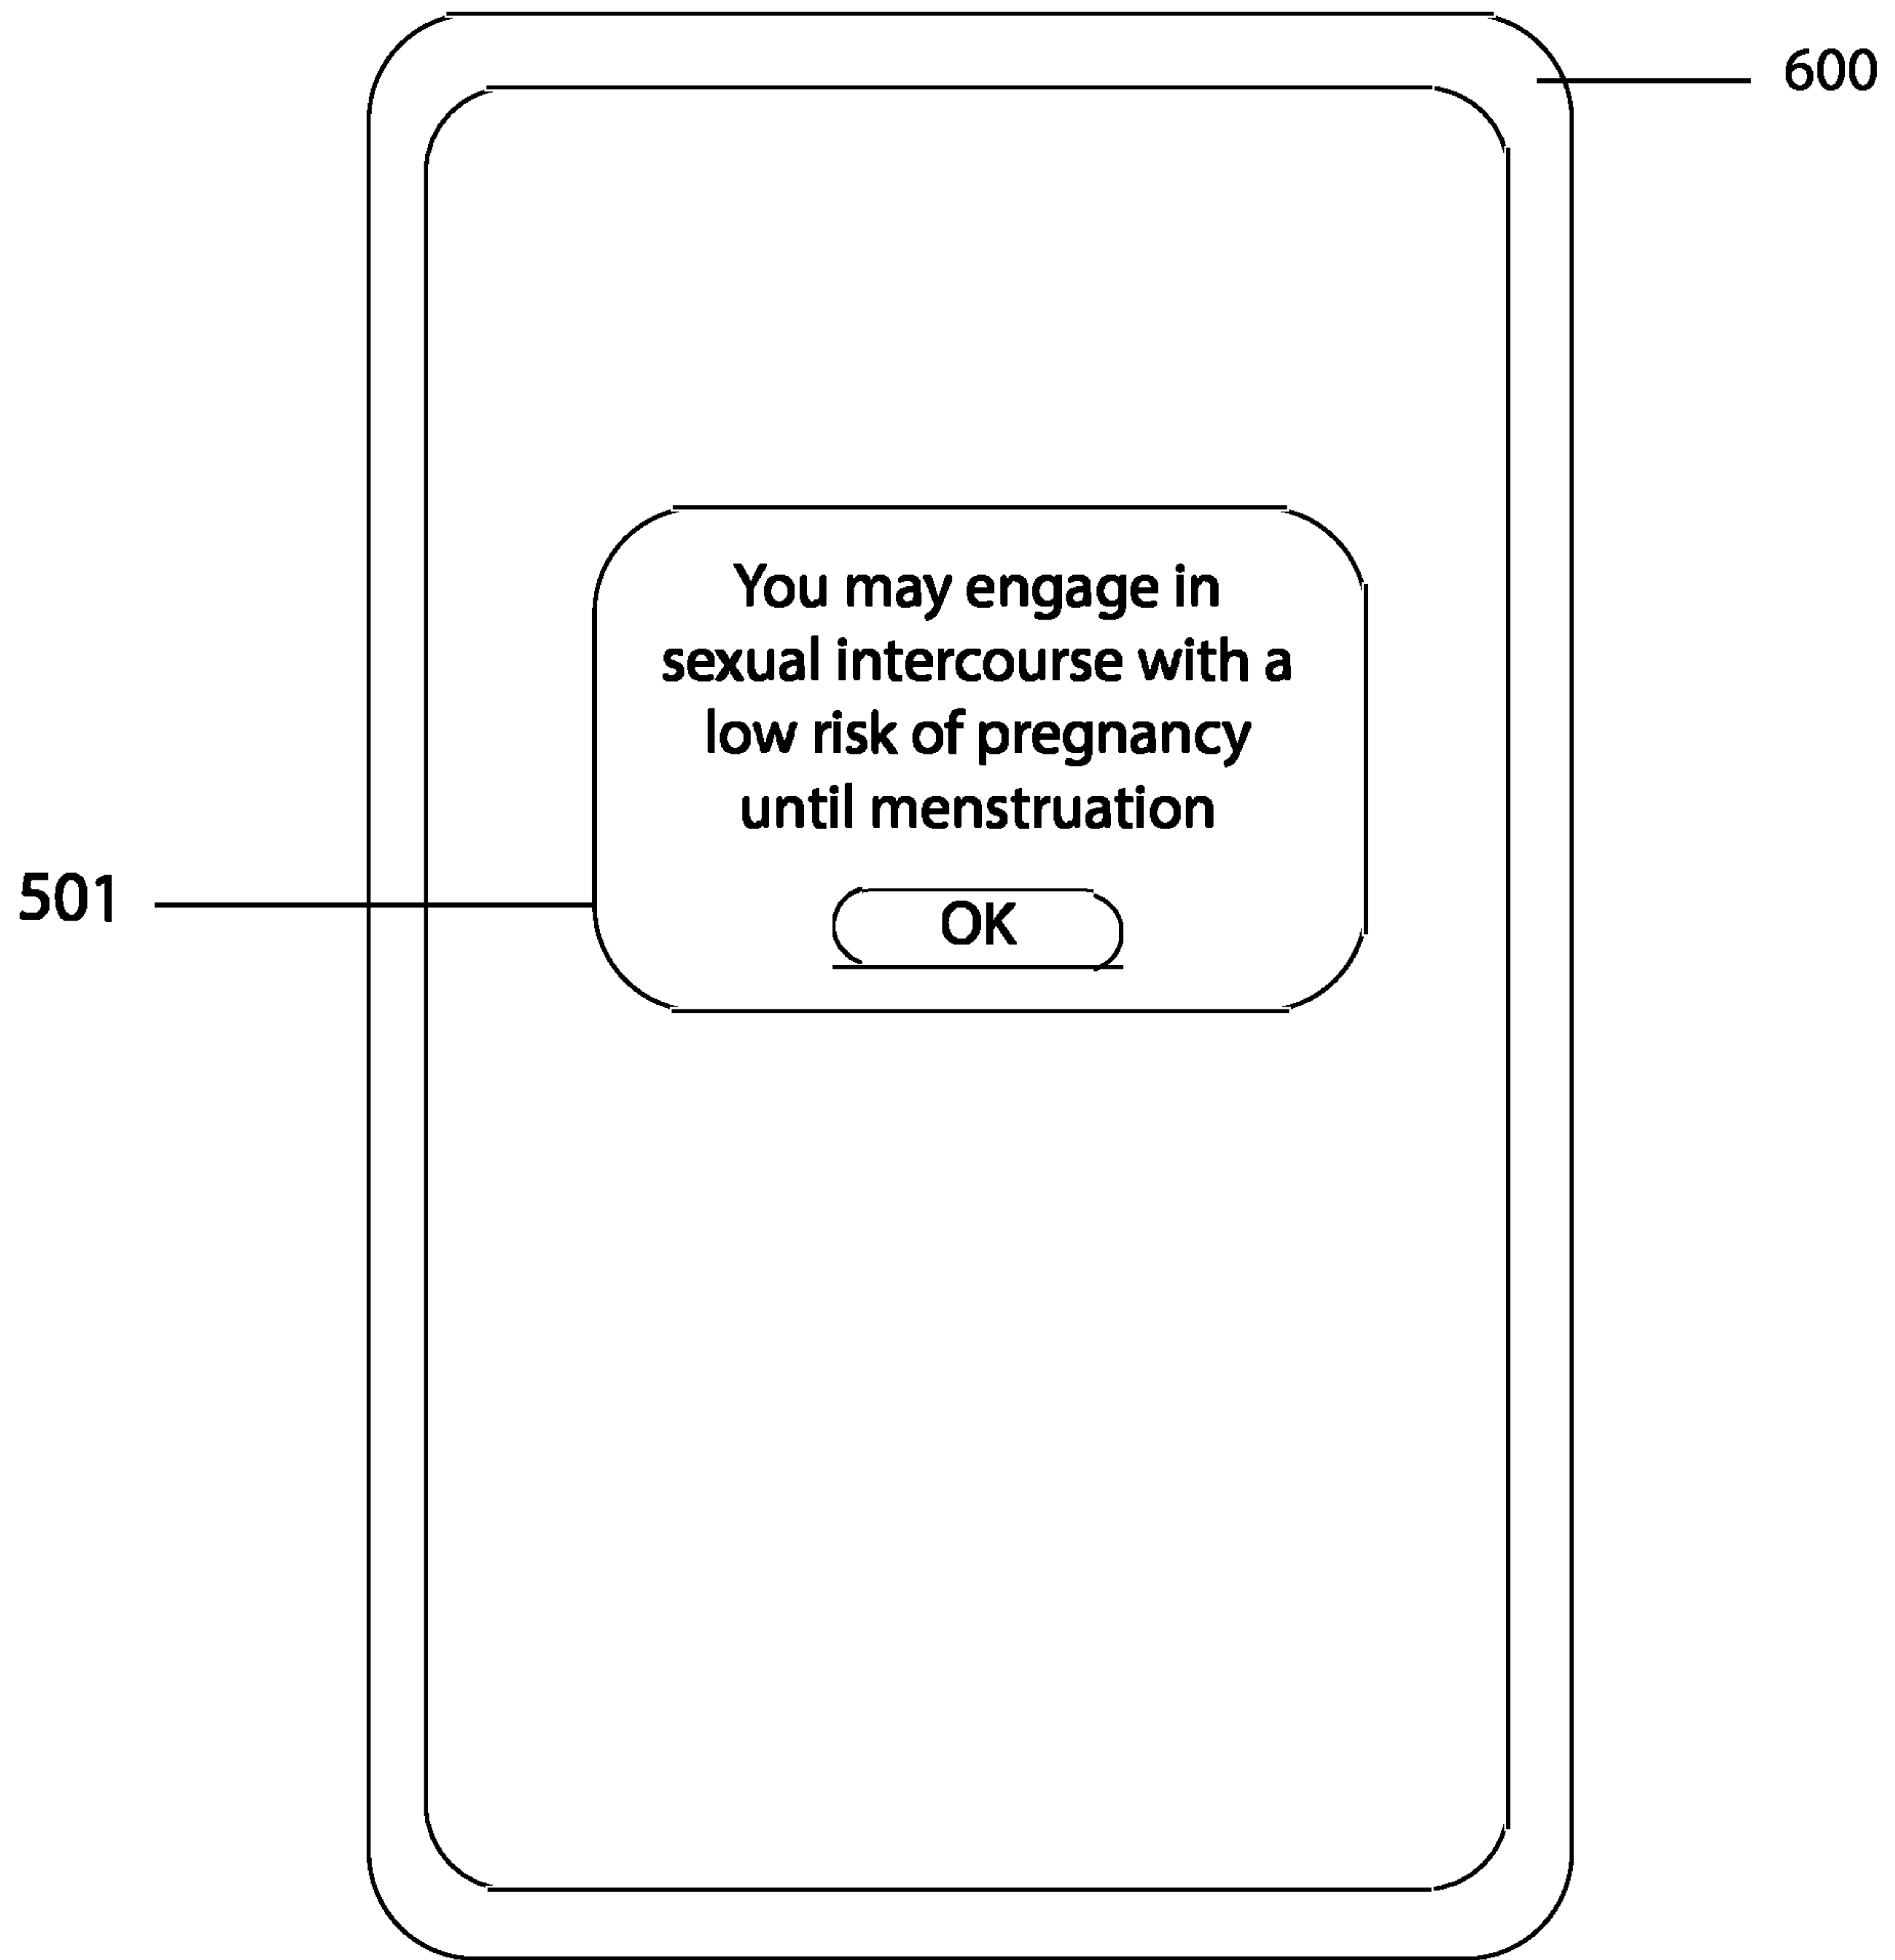 600
You may engage in
sexual intercourse with a
low risk of pregnancy
until menstruation
501
OK